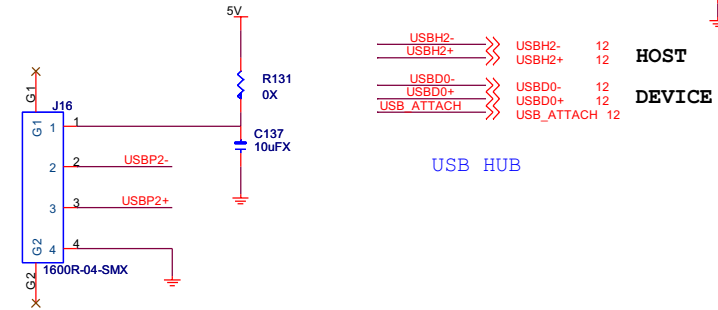 5V
R131
0X
C137
10uFX
J16
G1
G1 1 1
2 2 USBP2-
3 3 USBP2+
G2 4 4
G2
1600R-04-SMX
USBH2- USBH2- 12
USBH2+ USBH2+ 12
HOST
USBD0- USBD0- 12
USBD0+ USBD0+ 12
USB_ATTACH USB_ATTACH 12
DEVICE
USB HUB